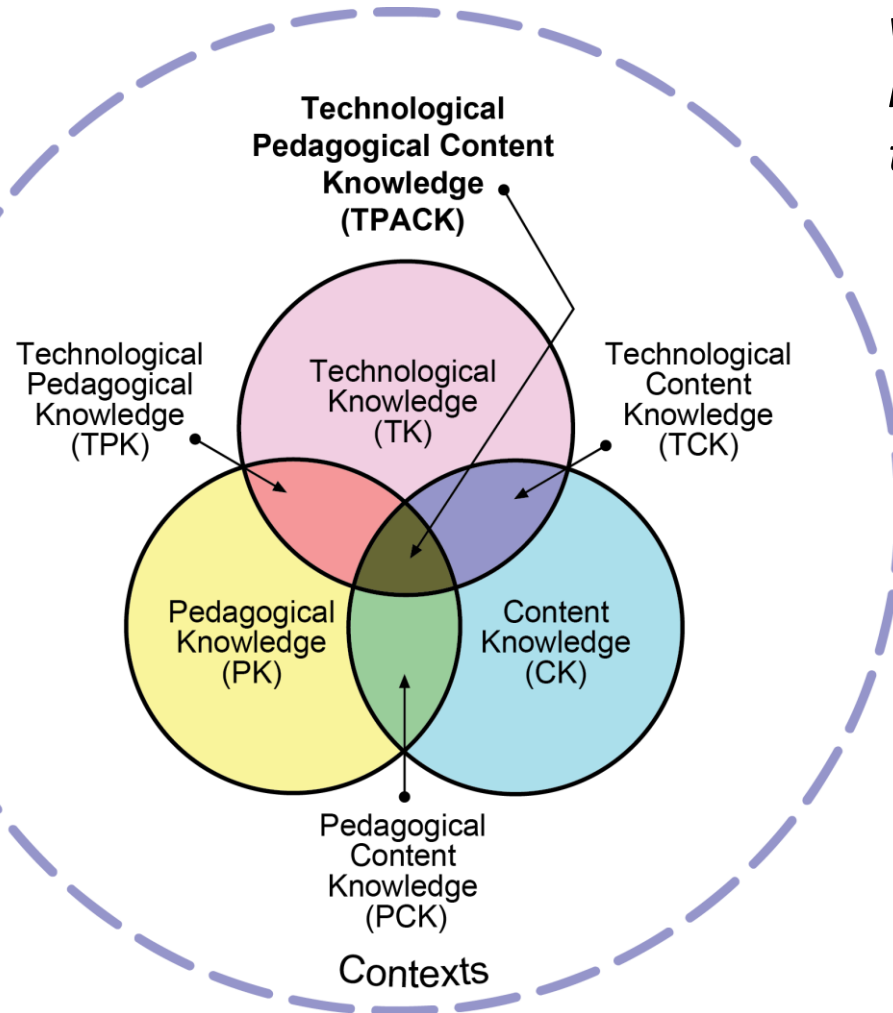 Technological
Pedagogical Content
Knowledge
(TPACK)
Technological
Pedagogical
Knowledge
(TPK)
Technological
Knowledge
(TK)
Technological
Content
Knowledge
(TCK)
Pedagogical
Knowledge
(PK)
Content
Knowledge
(CK)
Pedagogical
Content
Knowledge
(PCK)
Contexts